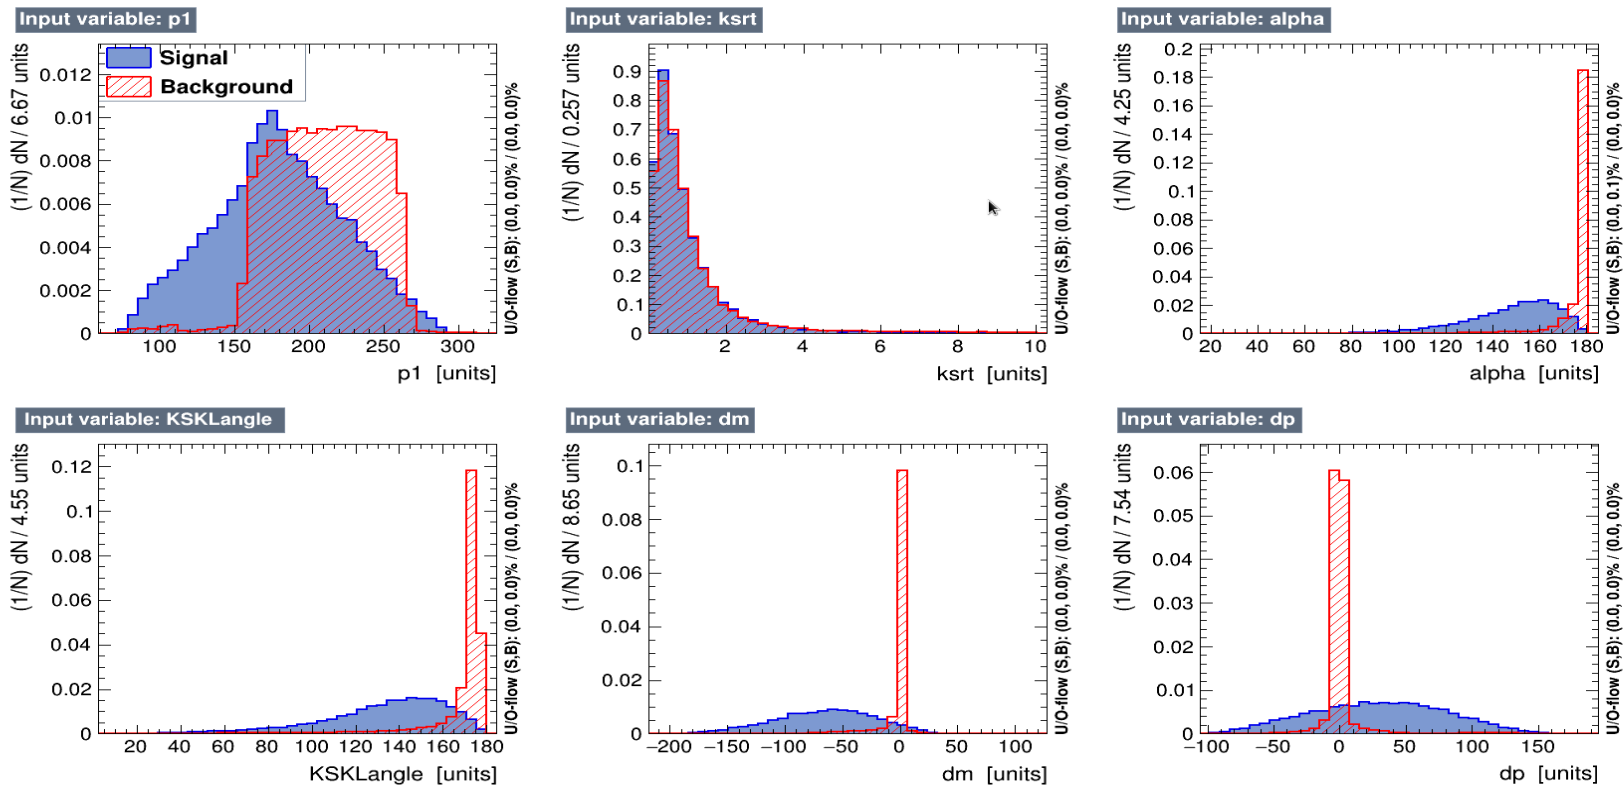 Input variable: p1
(1/N) dN / 6.67 units
0.012
0.01
0.008
0.006
0.004
0.002
0
Signal
Background
100 150 200 250 300
p1 [units]
U/O-flow (S,B): (0.0, 0.0)% / (0.0, 0.0)%
Input variable: ksrt
(1/N) dN / 0.257 units
0.9
0.8
0.7
0.6
0.5
0.4
0.3
0.2
0.1
0
2 4 6 8 10
ksrt [units]
U/O-flow (S,B): (0.0, 0.0)% / (0.0, 0.0)%
Input variable: alpha
(1/N) dN / 4.25 units
0.2
0.18
0.16
0.14
0.12
0.1
0.08
0.06
0.04
0.02
0
20 40 60 80 100 120 140 160 180
alpha [units]
U/O-flow (S,B): (0.0, 0.1)% / (0.0, 0.0)%
Input variable: KSKLangle
(1/N) dN / 4.55 units
0.12
0.1
0.08
0.06
0.04
0.02
0
20 40 60 80 100 120 140 160 180
KSKLangle [units]
U/O-flow (S,B): (0.0, 0.0)% / (0.0, 0.0)%
Input variable: dm
(1/N) dN / 8.65 units
0.1
0.08
0.06
0.04
0.02
0
−200 −150 −100 −50 0 50 100
dm [units]
U/O-flow (S,B): (0.0, 0.0)% / (0.0, 0.0)%
Input variable: dp
(1/N) dN / 7.54 units
0.06
0.05
0.04
0.03
0.02
0.01
0
−100 −50 0 50 100 150
dp [units]
U/O-flow (S,B): (0.0, 0.0)% / (0.0, 0.0)%